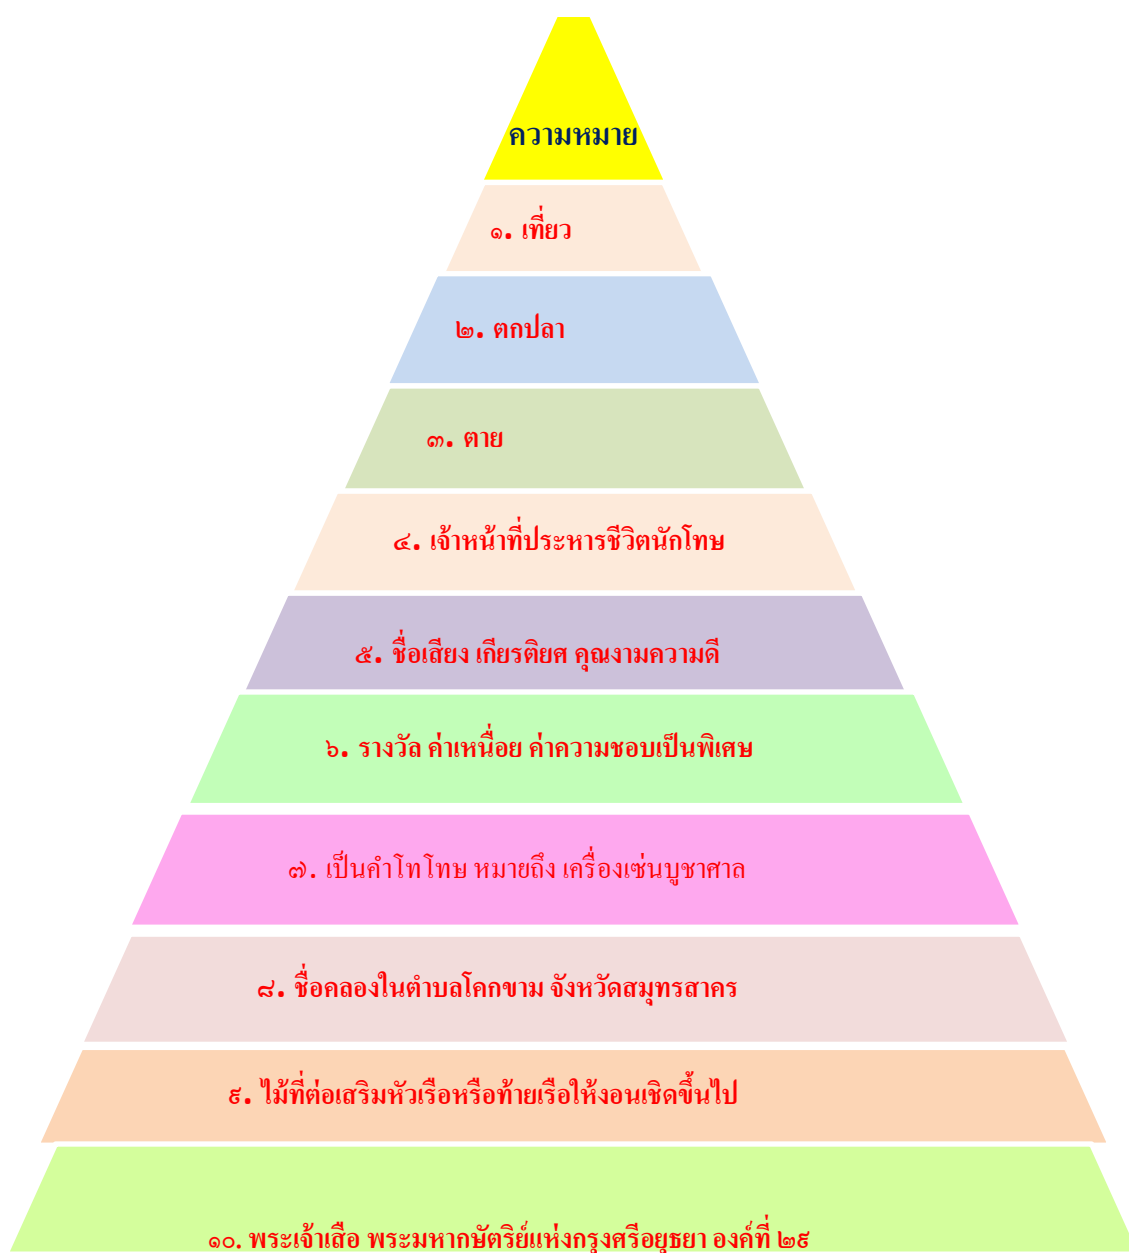 ความหมาย
๑. เที่ยว
๒. ตกปลา
๓. ตาย
๔. เจ้าหน้าที่ประหารชีวิตนักโทษ
๕. ชื่อเสียง เกียรติยศ คุณงามความดี
๖. รางวัล ค่าเหนื่อย ค่าความชอบเป็นพิเศษ
๗. เป็นคำโทโทษ หมายถึง เครื่องเซ่นบูชาศาล
๘. ชื่อคลองในตำบลโคกขาม จังหวัดสมุทรสาคร
๙. ไม้ที่ต่อเสริมหัวเรือหรือท้ายเรือให้งอนเชิดขึ้นไป
๑๐. พระเจ้าเสือ พระมหากษัตริย์แห่งกรุงศรีอยุธยา องค์ที่ ๒๙